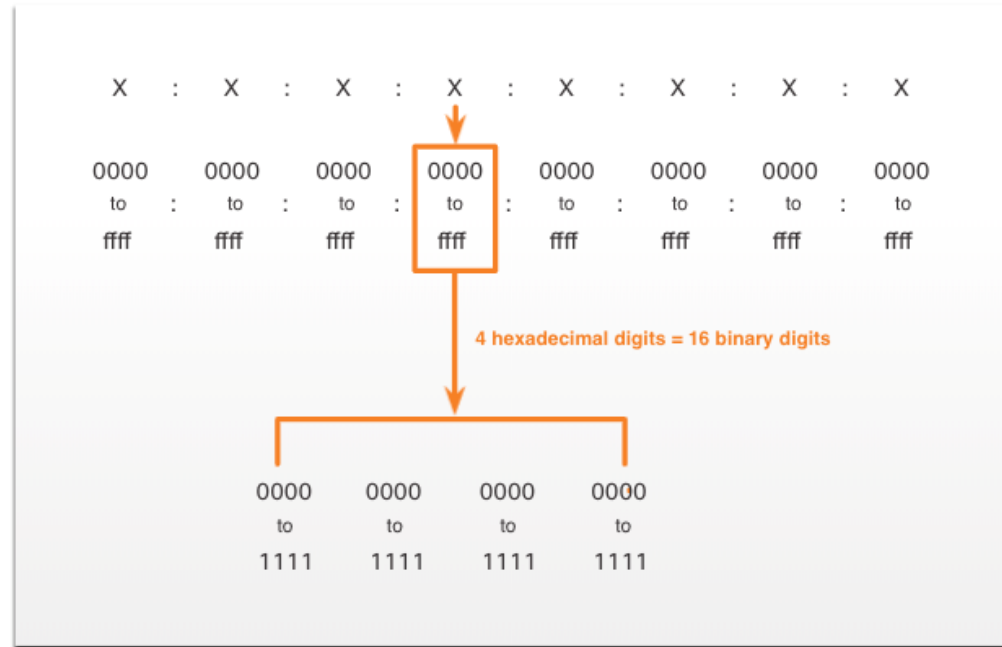 X : X : X : X : X : X : X : X
0000 0000 0000 0000 0000 0000 0000 0000
to : to : to : to : to : to : to : to
ffff ffff ffff ffff ffff ffff ffff ffff
4 hexadecimal digits = 16 binary digits
0000 0000 0000 0000
to to to to
1111 1111 1111 1111